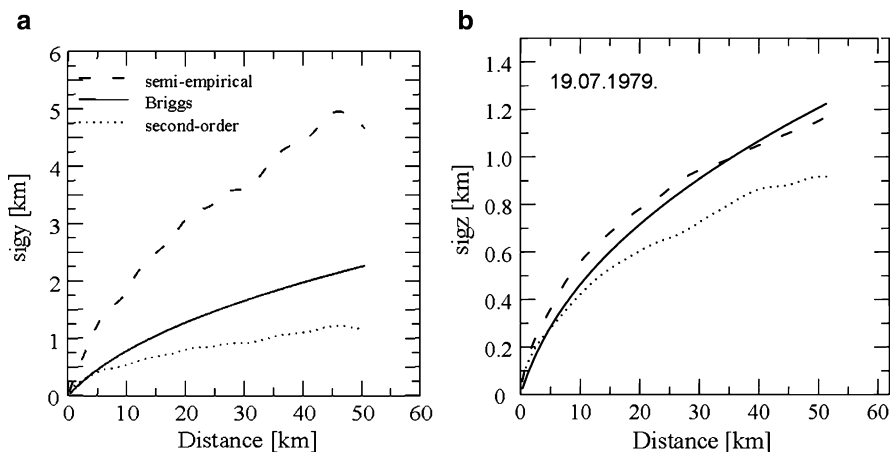 a
6
5
4
3
2
1
0
semi-empirical
Briggs
second-order
sigy [km]
0 10 20 30 40 50 60
Distance [km]
b
1.4
1.2
1.0
0.8
0.6
0.4
0.2
0
19.07.1979.
sigz [km]
0 10 20 30 40 50 60
Distance [km]